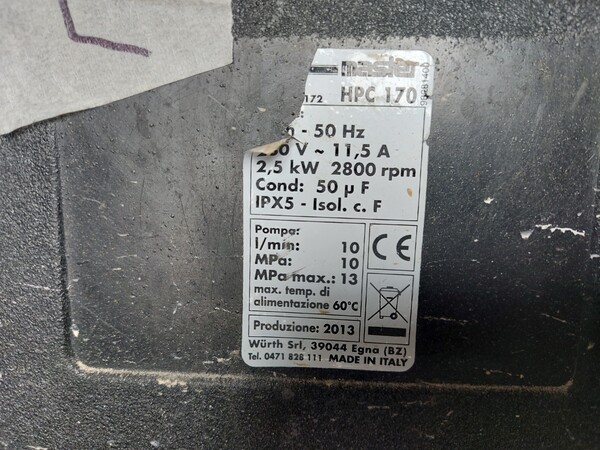 master
172 HPC 170
- 50 Hz
V ~ 11,5 A
2,5 kW 2800 rpm
Cond: 50 µ F
IPX5 - Isol. c. F
Pompa:
l/min: 10
MPa: 10
MPa max.: 13
max. temp. di
alimentazione 60°C
CE
Produzione: 2013
Würth Srl, 39044 Egna (BZ)
Tel. 0471 828 111 MADE IN ITALY